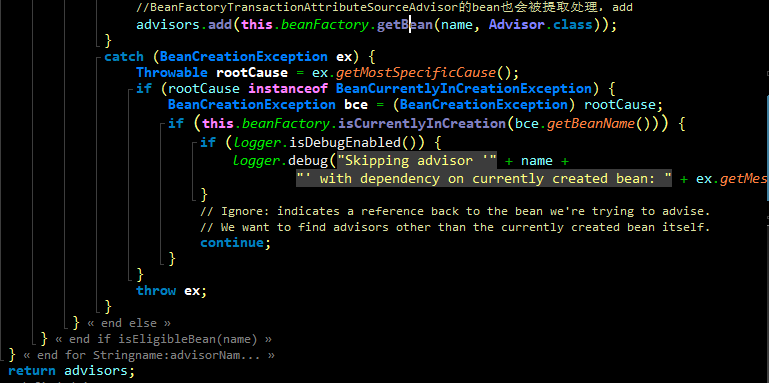 //BeanFactoryTransactionAttributeSourceAdvisor的bean也会被提取处理，add
advisors.add(this.beanFactory.getBean(name, Advisor.class));
}
catch (BeanCreationException ex) {
Throwable rootCause = ex.getMostSpecificCause();
if (rootCause instanceof BeanCurrentlyInCreationException) {
BeanCreationException bce = (BeanCreationException) rootCause;
if (this.beanFactory.isCurrentlyInCreation(bce.getBeanName())) {
if (logger.isDebugEnabled()) {
logger.debug("Skipping advisor '" + name +
"' with dependency on currently created bean: " + ex.getMes
}
// Ignore: indicates a reference back to the bean we're trying to advise.
// We want to find advisors other than the currently created bean itself.
continue;
}
}
throw ex;
}
} « end else »
} « end if isEligibleBean(name) »
} « end for Stringname:advisorNam... »
return advisors;